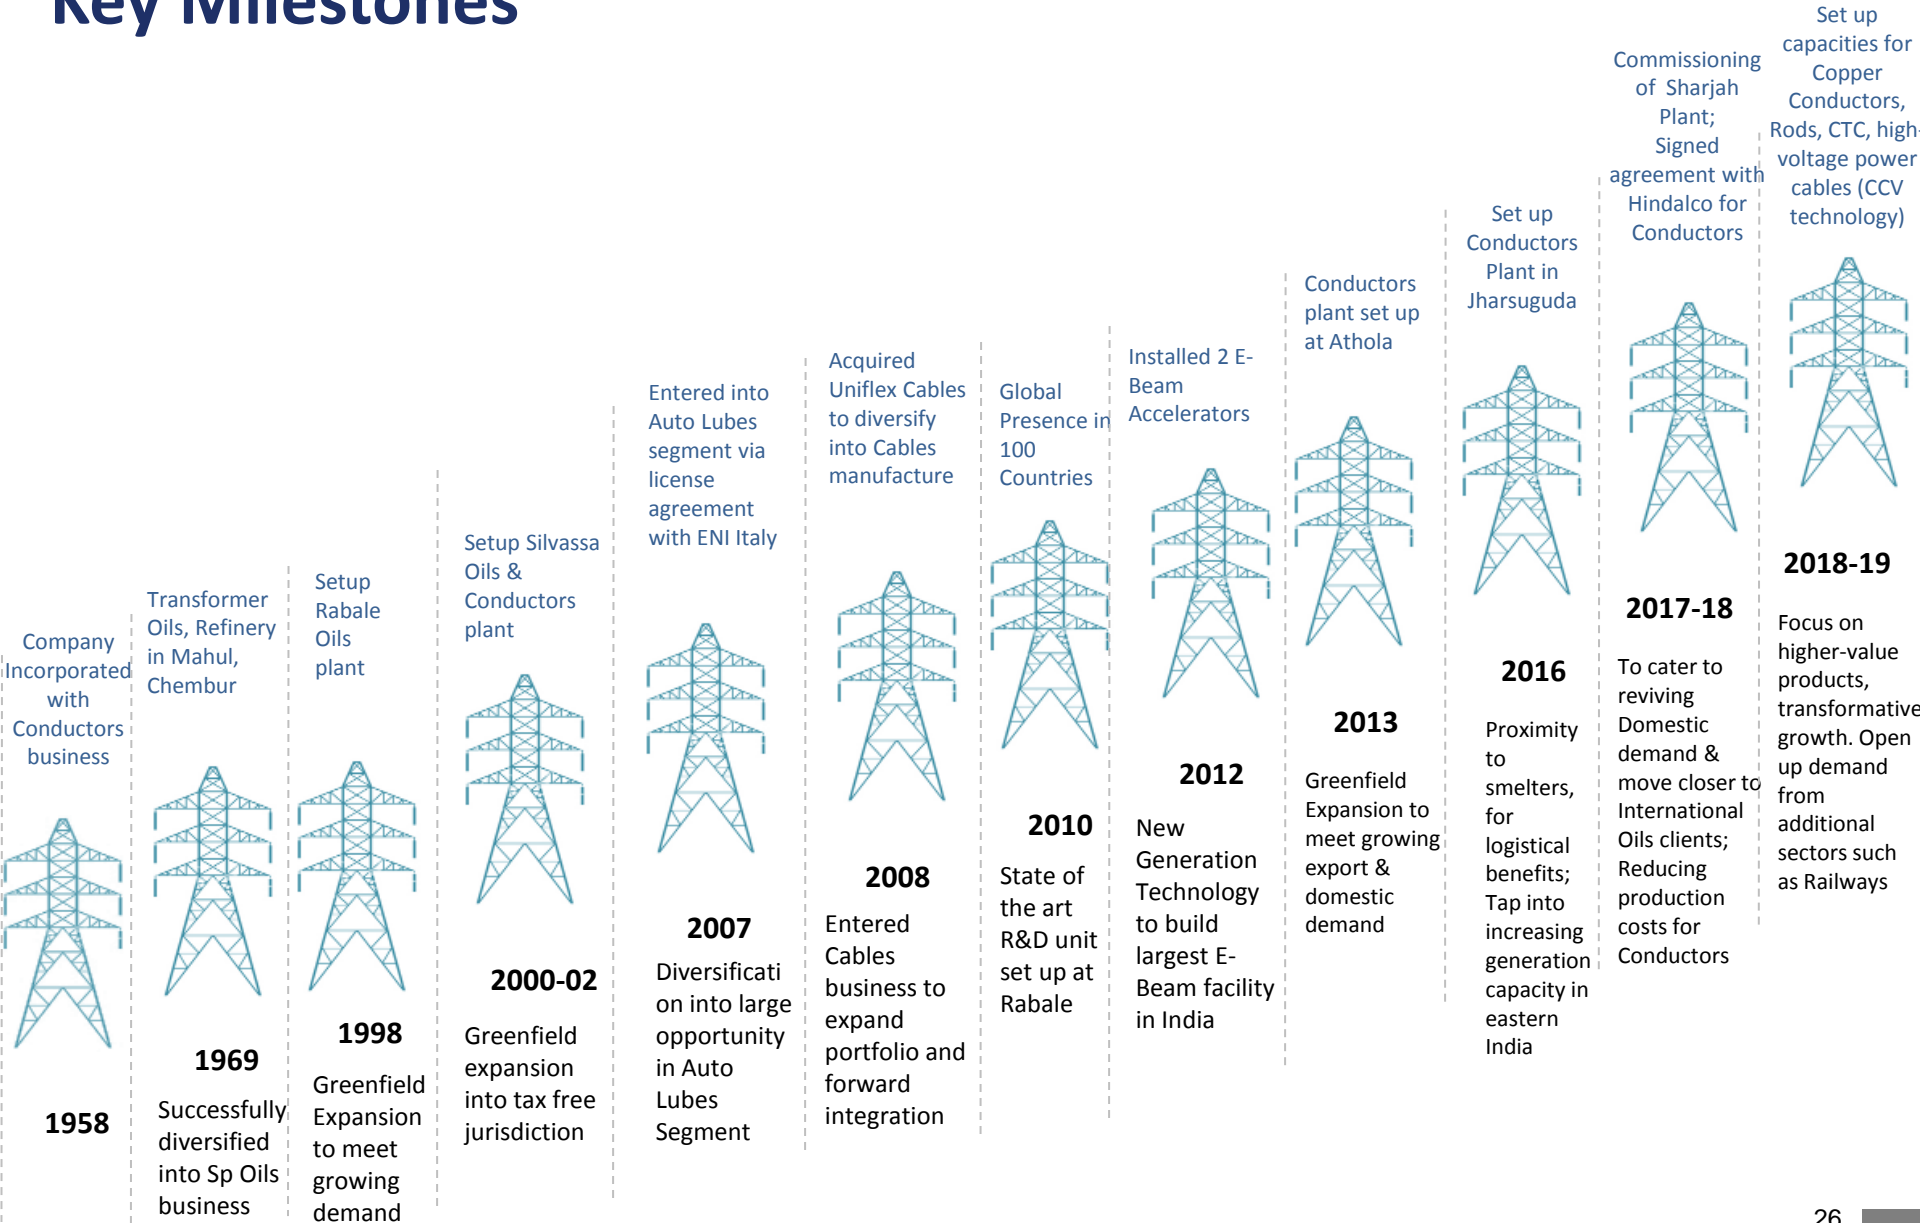 Key Milestones
Company
Incorporated
with
Conductors
business
1958
Transformer
Oils, Refinery
in Mahul,
Chembur
1969
Successfully
diversified
into Sp Oils
business
Setup
Rabale
Oils
plant
1998
Greenfield
Expansion
to meet
growing
demand
Setup Silvassa
Oils &
Conductors
plant
2000-02
Greenfield
expansion
into tax free
jurisdiction
Entered into
Auto Lubes
segment via
license
agreement
with ENI Italy
2007
Diversificati
on into large
opportunity
in Auto
Lubes
Segment
Acquired
Uniflex Cables
to diversify
into Cables
manufacture
2008
Entered
Cables
business to
expand
portfolio and
forward
integration
Global
Presence in
100
Countries
2010
State of
the art
R&D unit
set up at
Rabale
Installed 2 E-
Beam
Accelerators
2012
New
Generation
Technology
to build
largest E-
Beam facility
in India
Conductors
plant set up
at Athola
2013
Greenfield
Expansion to
meet growing
export &
domestic
demand
Set up
Conductors
Plant in
Jharsuguda
2016
Proximity
to
smelters,
for
logistical
benefits;
Tap into
increasing
generation
capacity in
eastern
India
Commissioning
of Sharjah
Plant;
Signed
agreement with
Hindalco for
Conductors
2017-18
To cater to
reviving
Domestic
demand &
move closer to
International
Oils clients;
Reducing
production
costs for
Conductors
Set up
capacities for
Copper
Conductors,
Rods, CTC, high-
voltage power
cables (CCV
technology)
2018-19
Focus on
higher-value
products,
transformative
growth. Open
up demand
from
additional
sectors such
as Railways
26